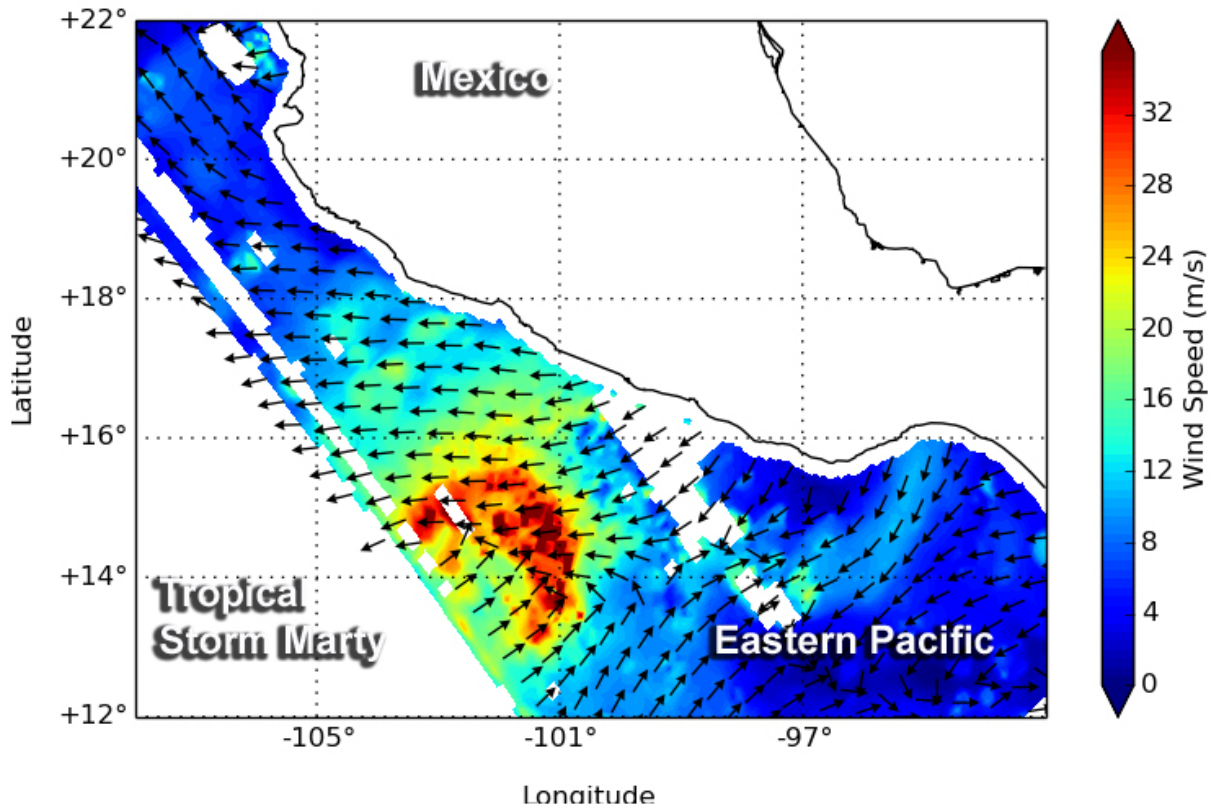 +22°
Mexico
+20°
+18°
+16°
+14°
+12°
Latitude
Tropical
Storm Marty
Eastern Pacific
-105°
-101°
-97°
Longitude
32
28
24
20
16
12
8
4
0
Wind Speed (m/s)